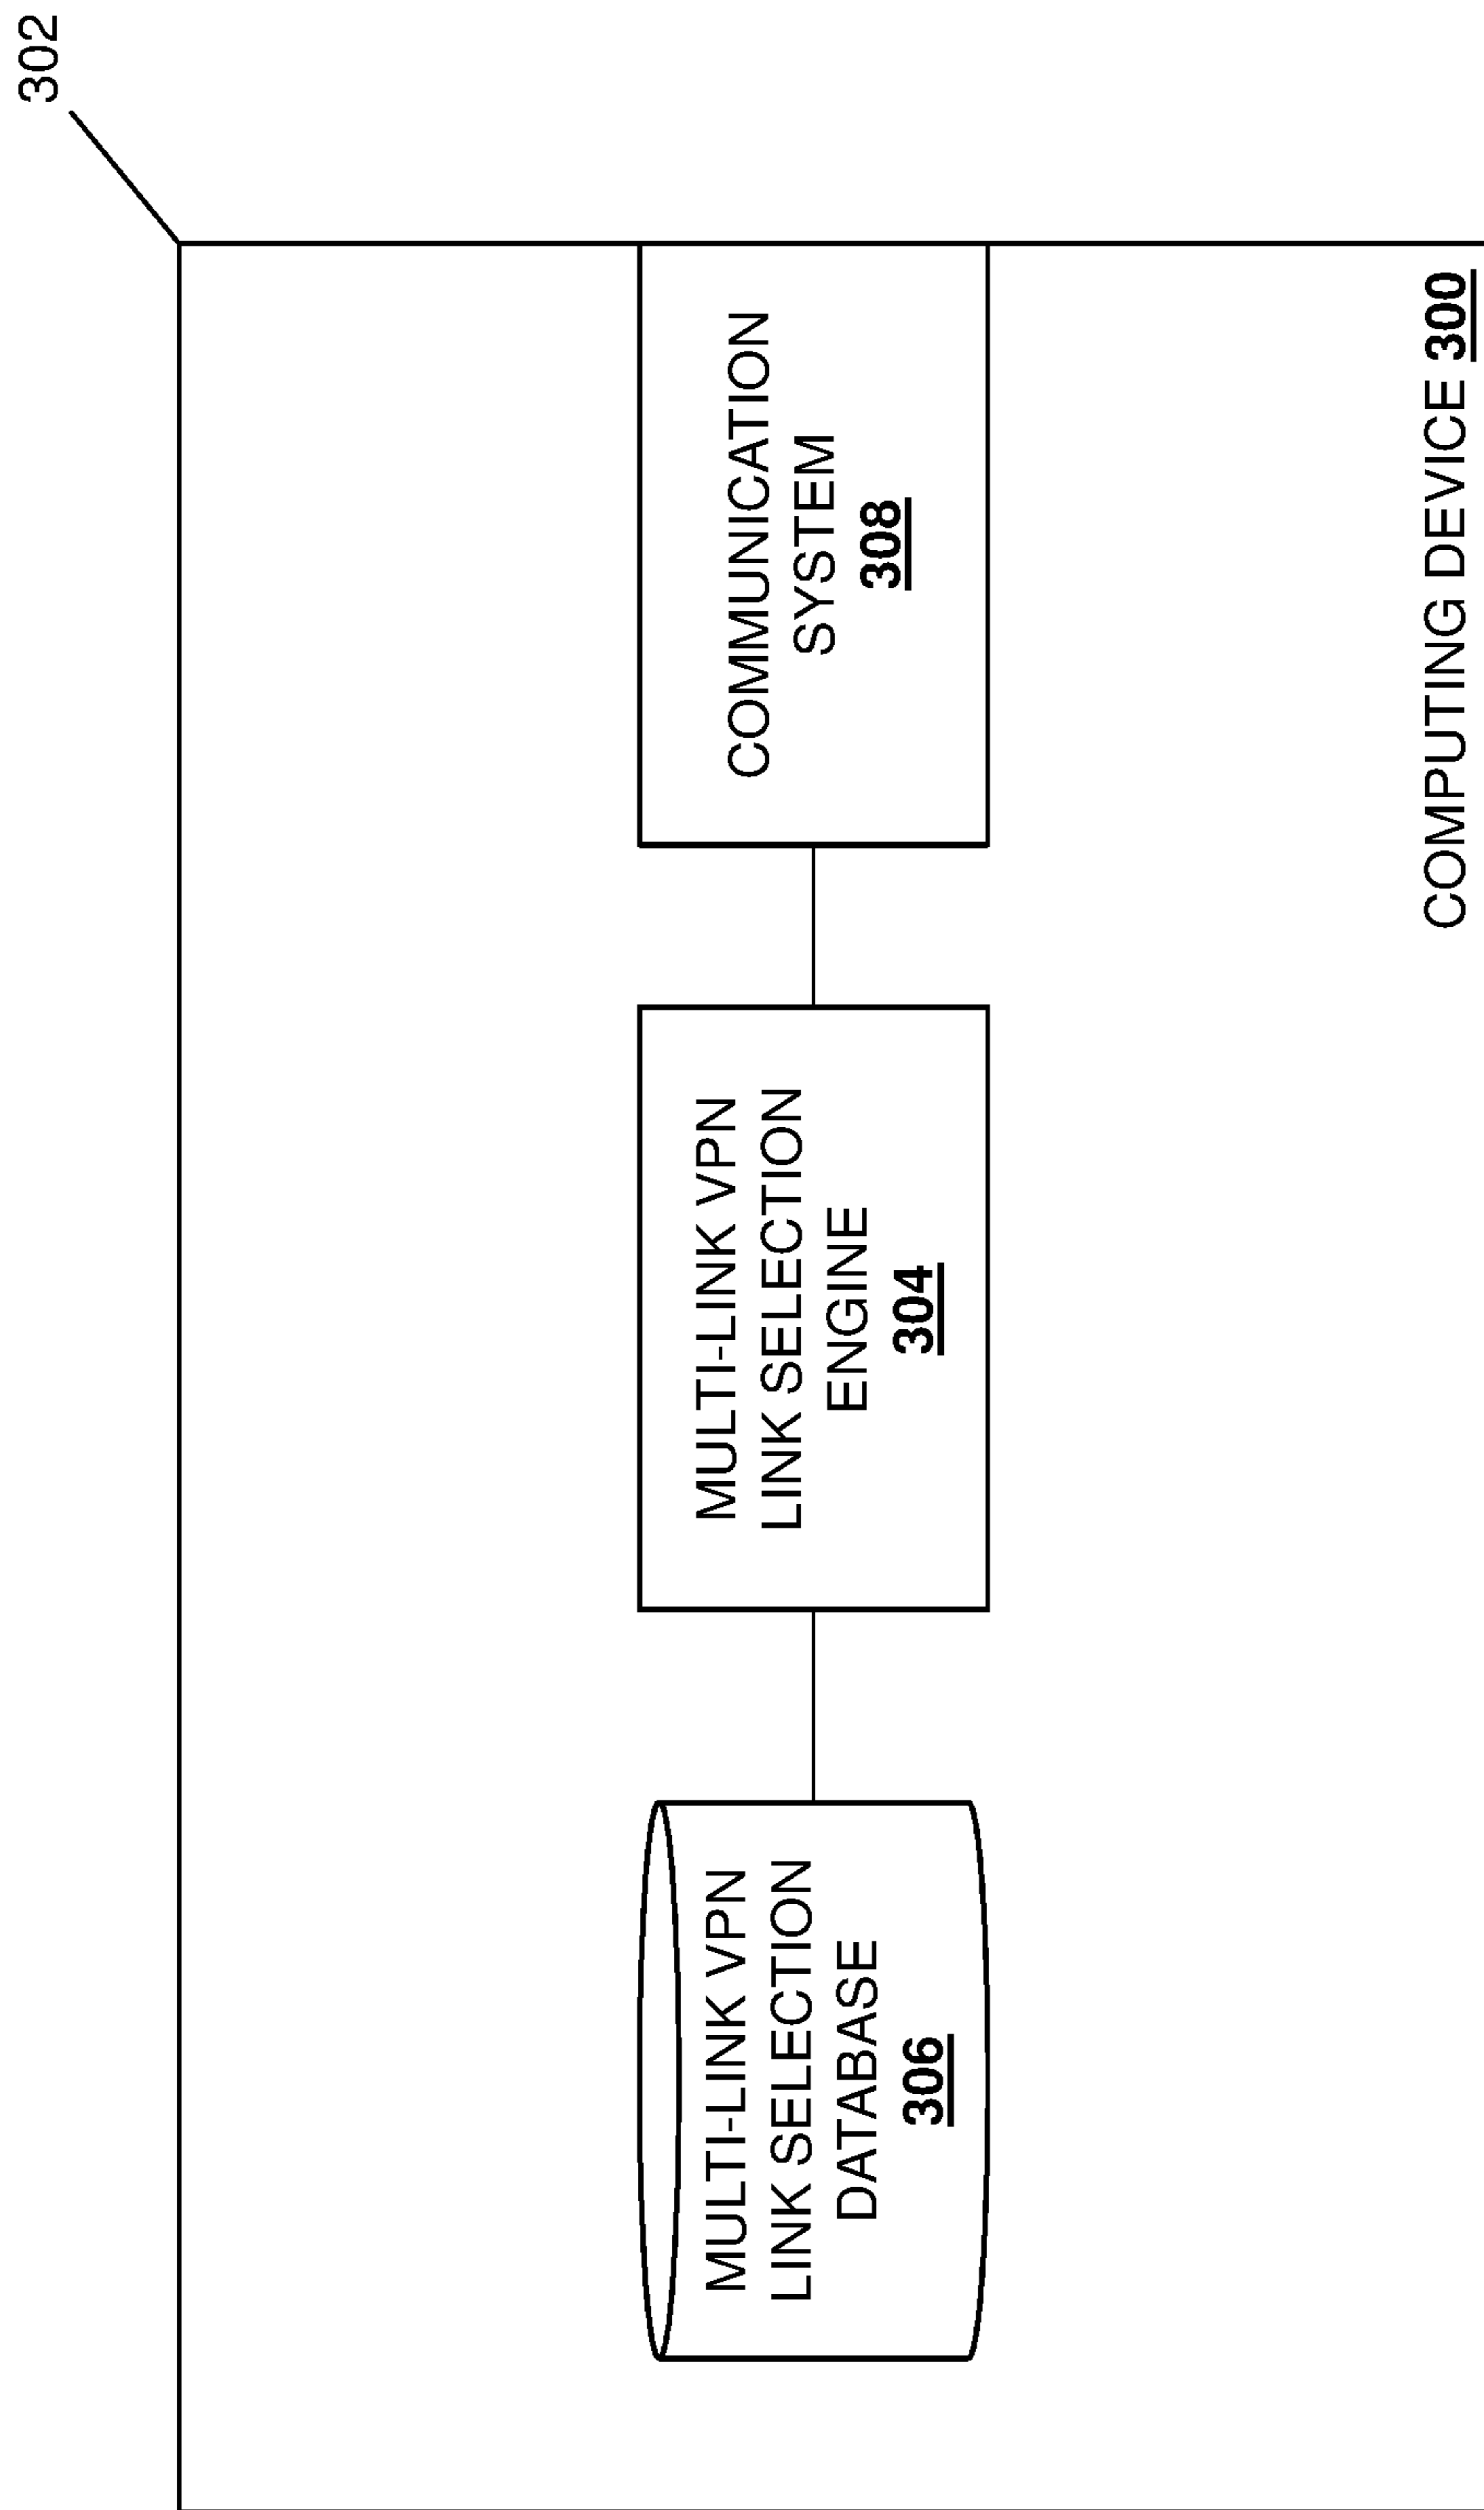 302
MULTI-LINK VPN
LINK SELECTION
DATABASE
306
MULTI-LINK VPN
LINK SELECTION
ENGINE
304
COMMUNICATION
SYSTEM
308
COMPUTING DEVICE 300